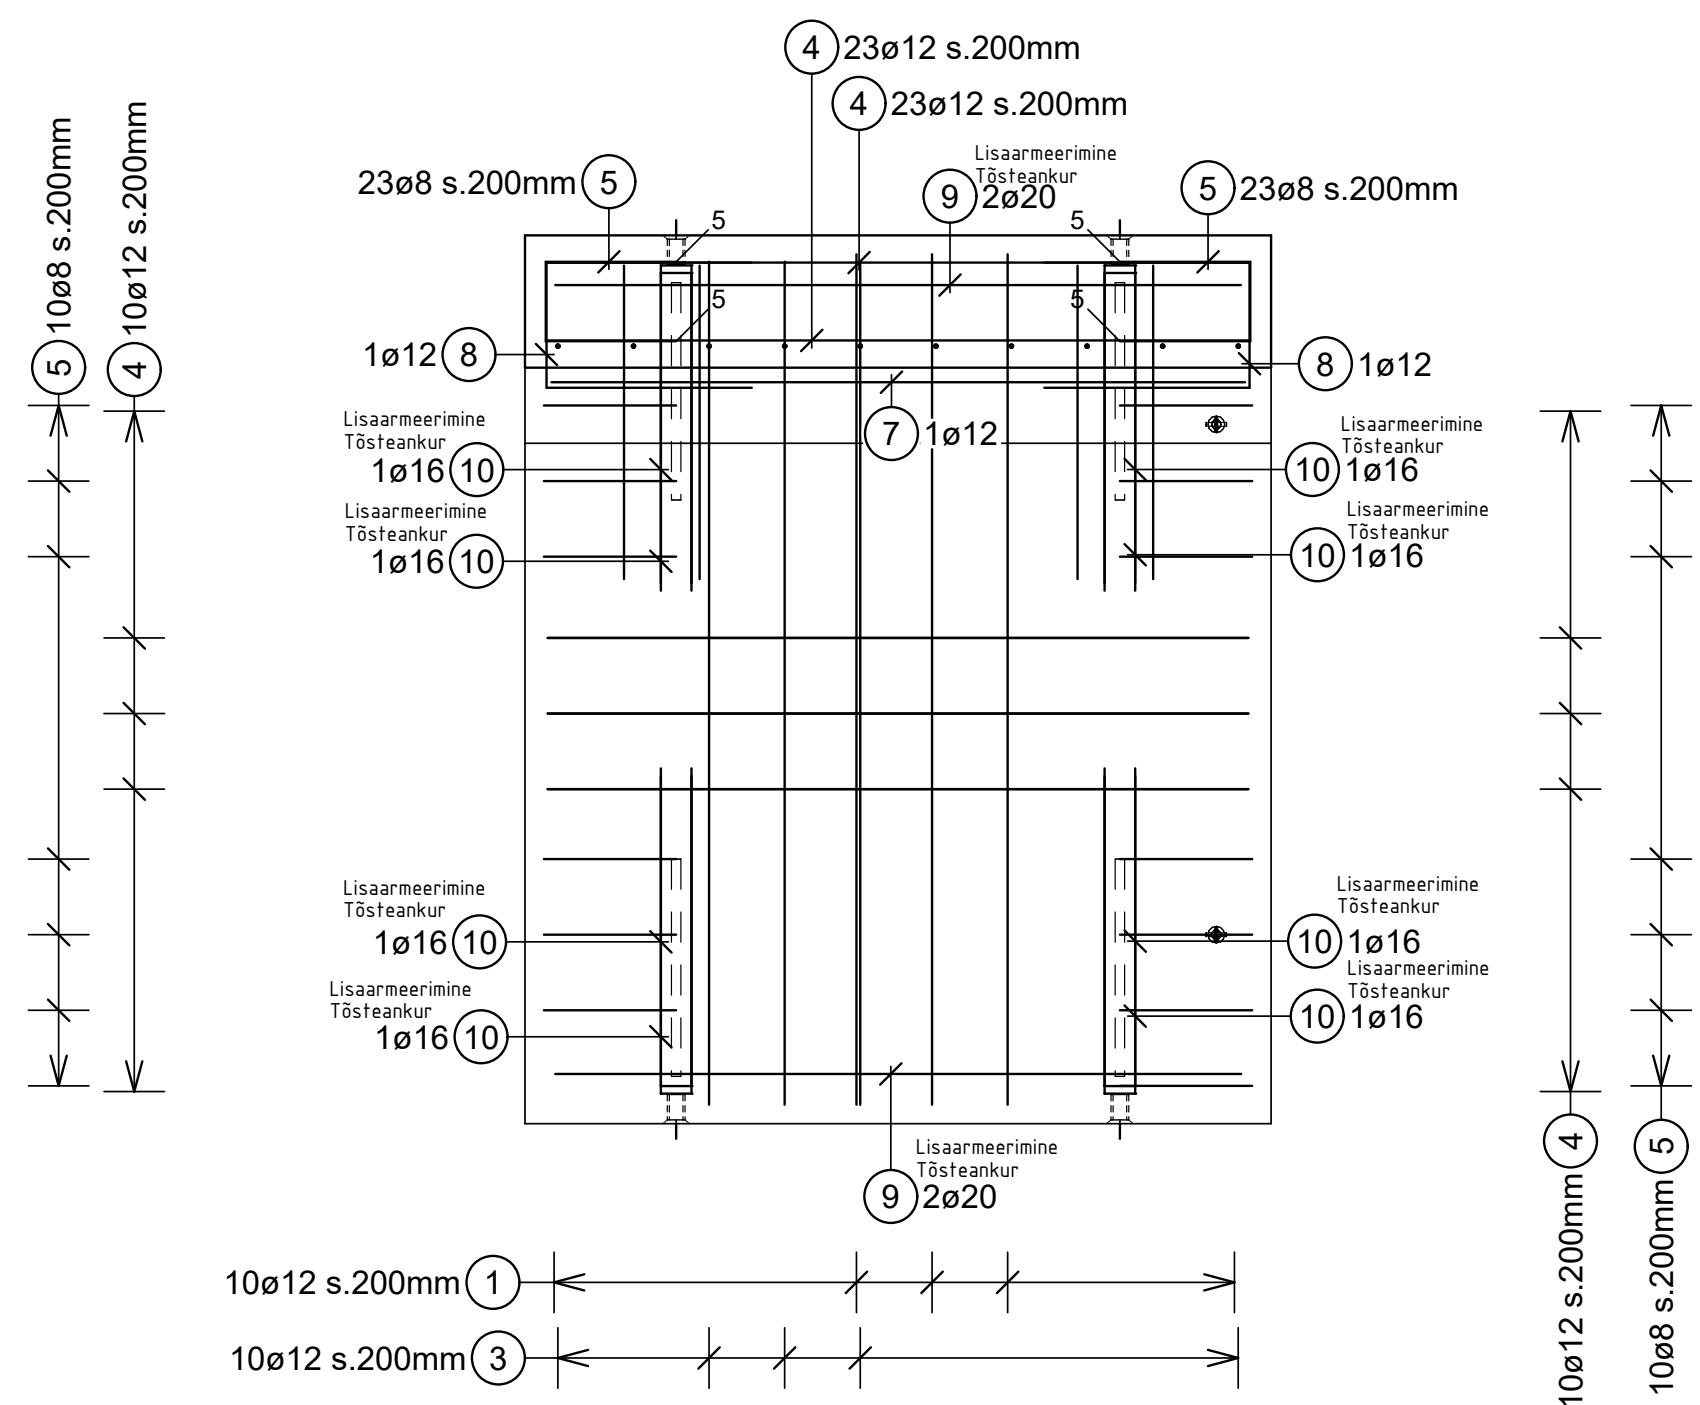 4 23ø12 s.200mm
4 23ø12 s.200mm
Lisaarmeerimine
Tõsteankur
9 2ø20
23ø8 s.200mm 5
5 23ø8 s.200mm
5
5
5
5
5 10ø8 s.200mm
4 10ø12 s.200mm
1ø12 8
8 1ø12
7 1ø12
Lisaarmeerimine
Tõsteankur
1ø16 10
Lisaarmeerimine
Tõsteankur
10 1ø16
Lisaarmeerimine
Tõsteankur
1ø16 10
Lisaarmeerimine
Tõsteankur
10 1ø16
Lisaarmeerimine
Tõsteankur
1ø16 10
Lisaarmeerimine
Tõsteankur
10 1ø16
Lisaarmeerimine
Tõsteankur
1ø16 10
Lisaarmeerimine
Tõsteankur
10 1ø16
Lisaarmeerimine
Tõsteankur
9 2ø20
10ø12 s.200mm 4
10ø8 s.200mm 5
10ø12 s.200mm 1
10ø12 s.200mm 3